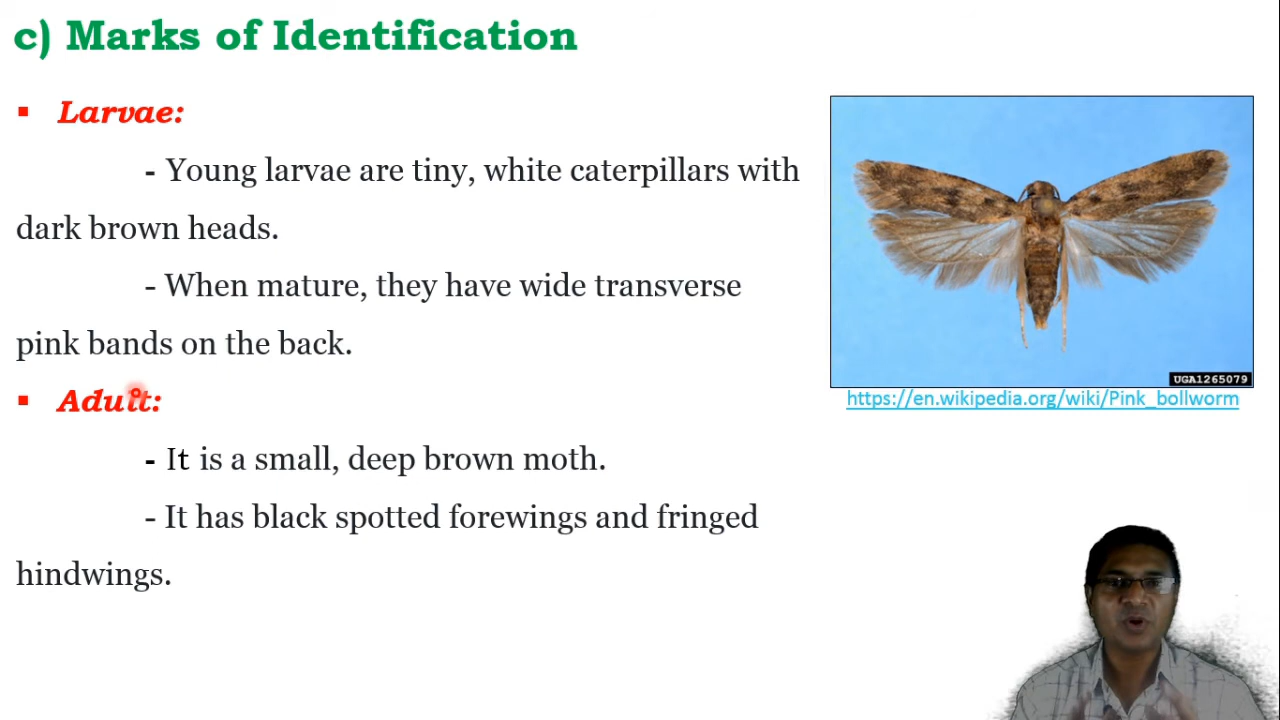 c) Marks of Identification
▪ Larvae:
- Young larvae are tiny, white caterpillars with
dark brown heads.
- When mature, they have wide transverse
pink bands on the back.
▪ Adult:
- It is a small, deep brown moth.
- It has black spotted forewings and fringed
hindwings.
UGA1265079
https://en.wikipedia.org/wiki/Pink_bollworm